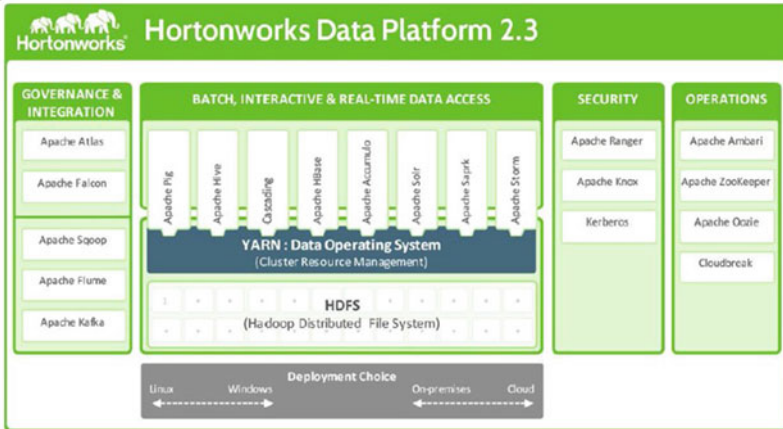 Hortonworks
Hortonworks Data Platform 2.3
GOVERNANCE &
INTEGRATION
Apache Atlas
Apache Falcon
Apache Sqoop
Apache Flume
Apache Kafka
BATCH, INTERACTIVE & REAL-TIME DATA ACCESS
Apache Pig
Apache Hive
Cascading
Apache HBase
Apache Accumulo
Apache Solr
Apache Saprk
Apache Storm
YARN : Data Operating System
(Cluster Resource Management)
1
HDFS
(Hadoop Distributed File System)
Deployment Choice
Linux
Windows
On-premises
Cloud
SECURITY
Apache Ranger
Apache Knox
Kerberos
OPERATIONS
Apache Ambari
Apache ZooKeeper
Apache Oozie
Cloudbreak